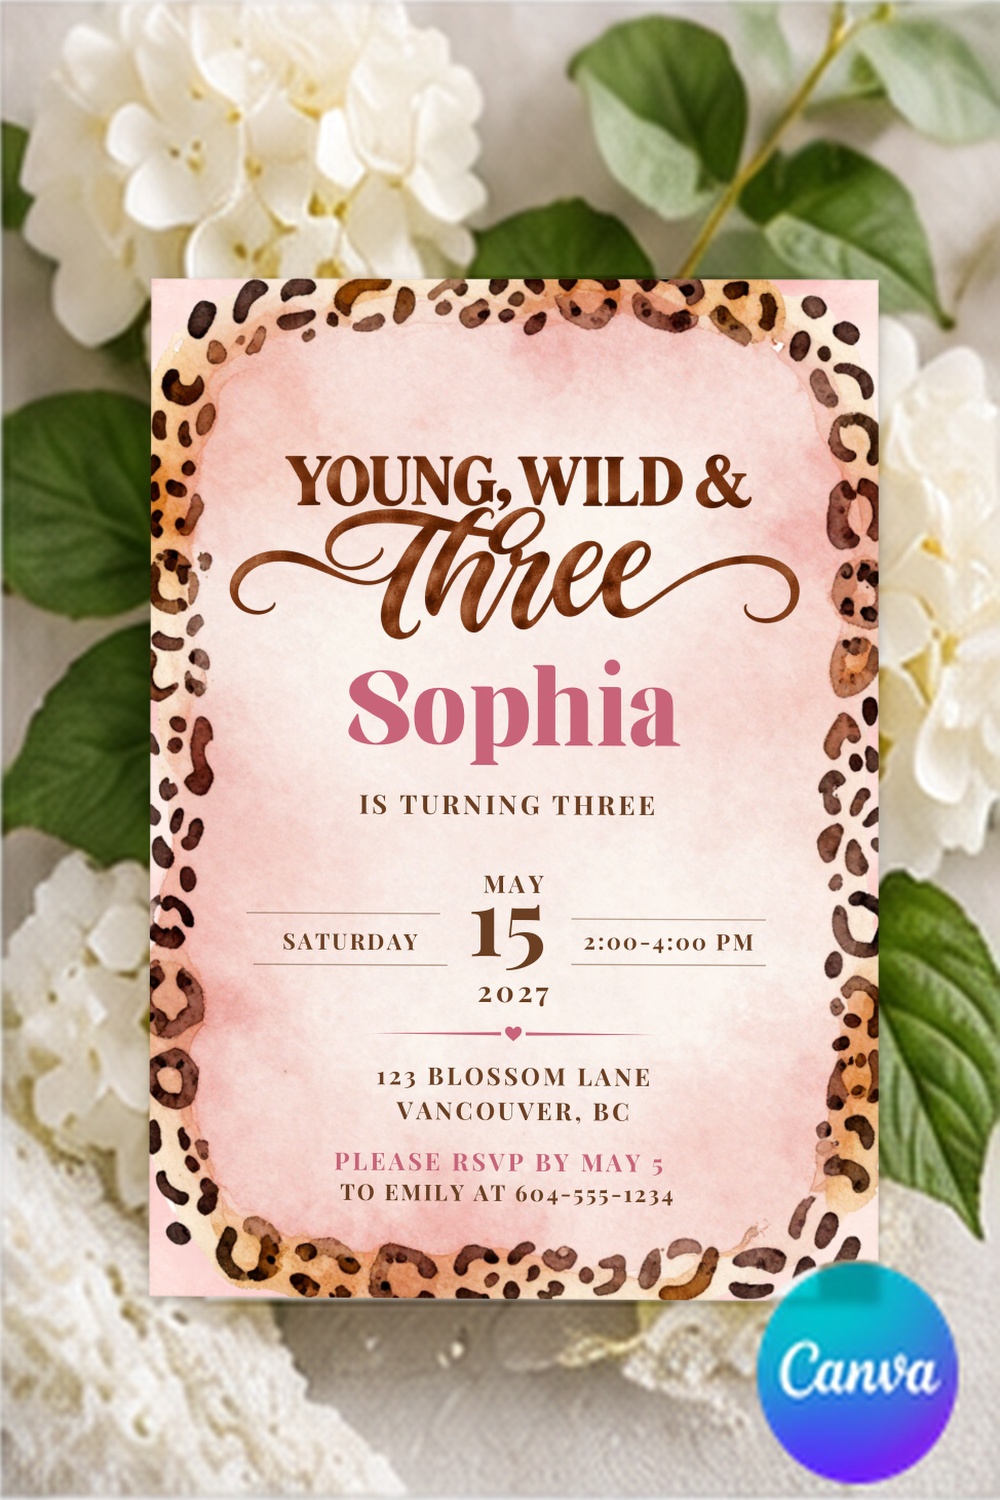 YOUNG, WILD &
Three
Sophia
IS TURNING THREE
MAY
SATURDAY 15 2:00-4:00 PM
2027
123 BLOSSOM LANE
VANCOUVER, BC
PLEASE RSVP BY MAY 5
TO EMILY AT 604-555-1234
Canva